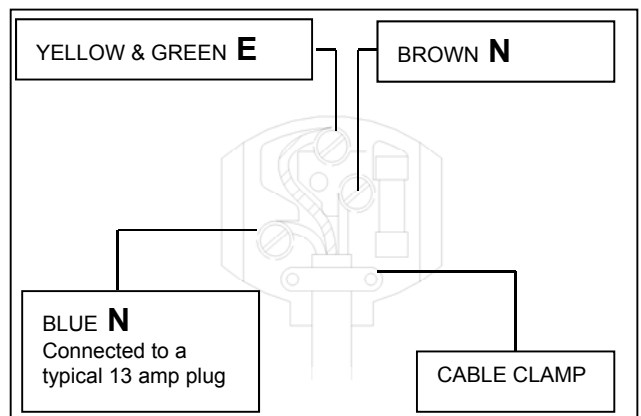 YELLOW & GREEN E
BROWN N
BLUE N
Connected to a
typical 13 amp plug
CABLE CLAMP